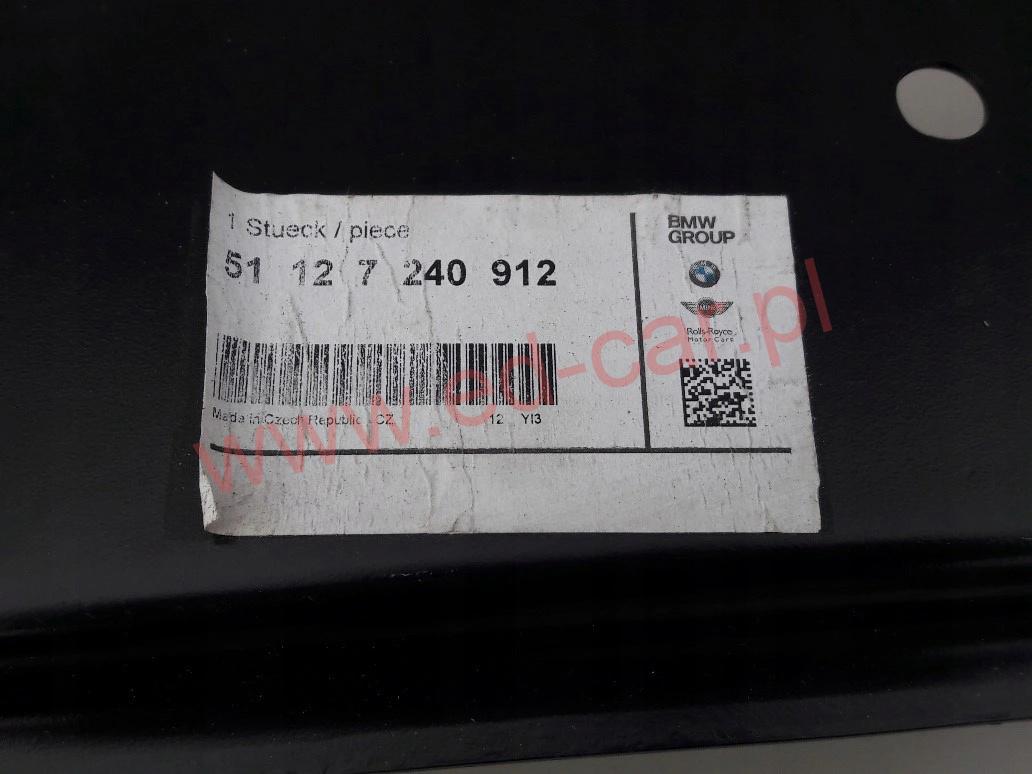 1 Stueck / piece
51 12 7 240 912
Made in Czech Republic CZ 12 YI3
BMW
GROUP
MINI
Rolls-Royce
Motor Cars
www.ed-car.pl